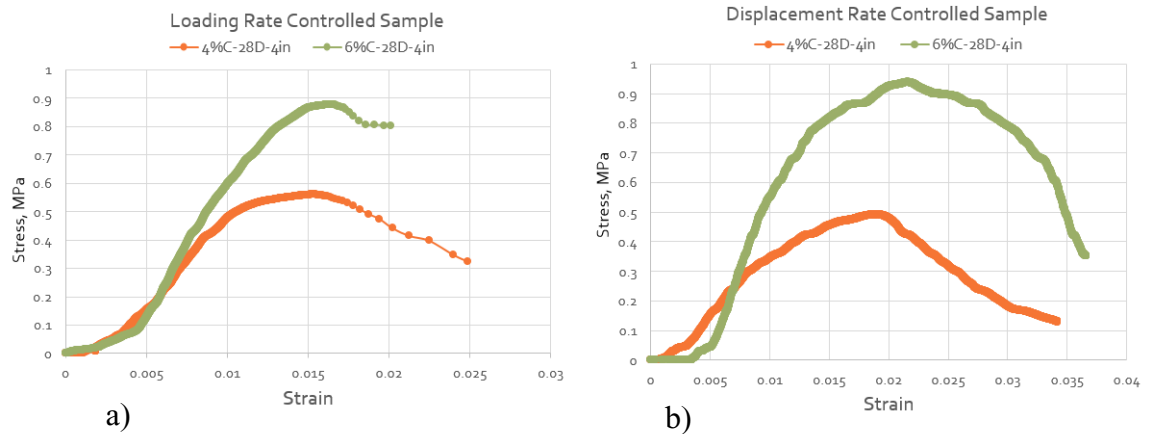 Loading Rate Controlled Sample
4%C-28D-4in 6%C-28D-4in
1
0.9
0.8
0.7
0.6
0.5
0.4
0.3
0.2
0.1
0
Stress, MPa
0 0.005 0.01 0.015 0.02 0.025 0.03
Strain
a)
Displacement Rate Controlled Sample
4%C-28D-4in 6%C-28D-4in
1
0.9
0.8
0.7
0.6
0.5
0.4
0.3
0.2
0.1
0
Stress, MPa
0 0.005 0.01 0.015 0.02 0.025 0.03 0.035 0.04
Strain
b)